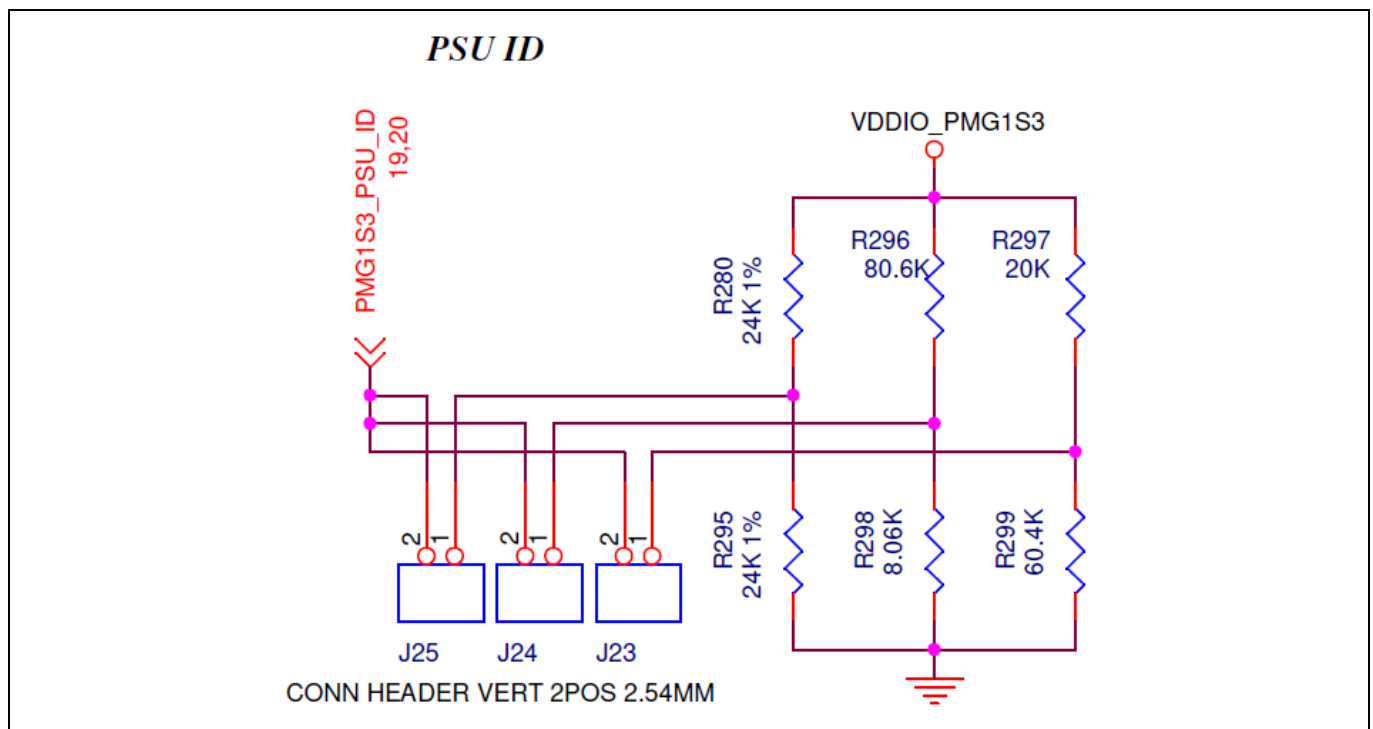 PSU ID
PMG1S3_PSU_ID
19,20
VDDIO_PMG1S3
R280
24K 1%
R296
80.6K
R297
20K
2
1
2
1
2
1
R295
24K 1%
R298
8.06K
R299
60.4K
J25
J24
J23
CONN HEADER VERT 2POS 2.54MM